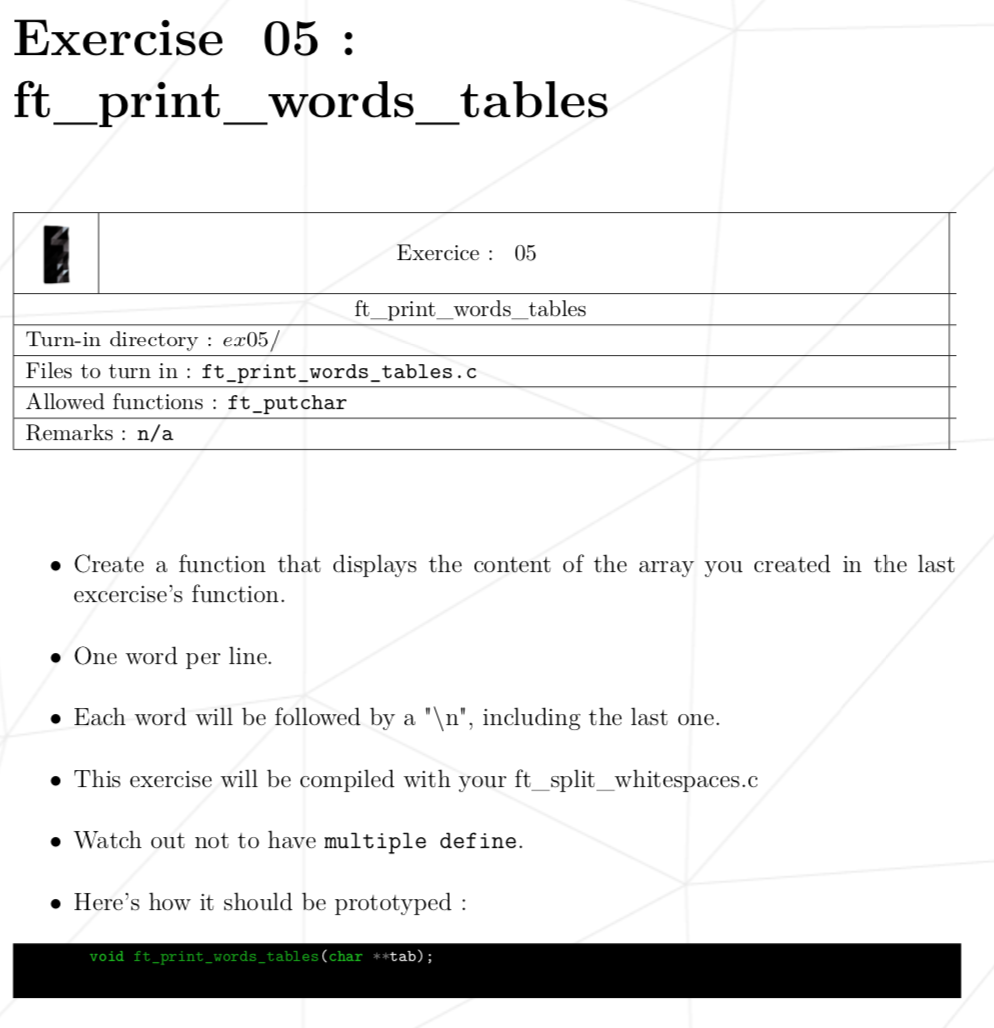 Exercise 05 :
ft_print_words_tables
Exercice : 05
ft_print_words_tables
Turn-in directory : ex05/
Files to turn in : ft_print_words_tables.c
Allowed functions : ft_putchar
Remarks : n/a
• Create a function that displays the content of the array you created in the last
excercise's function.
• One word per line.
• Each word will be followed by a "\n", including the last one.
• This exercise will be compiled with your ft_split_whitespaces.c
• Watch out not to have multiple define.
• Here's how it should be prototyped :
void ft_print_words_tables(char **tab);